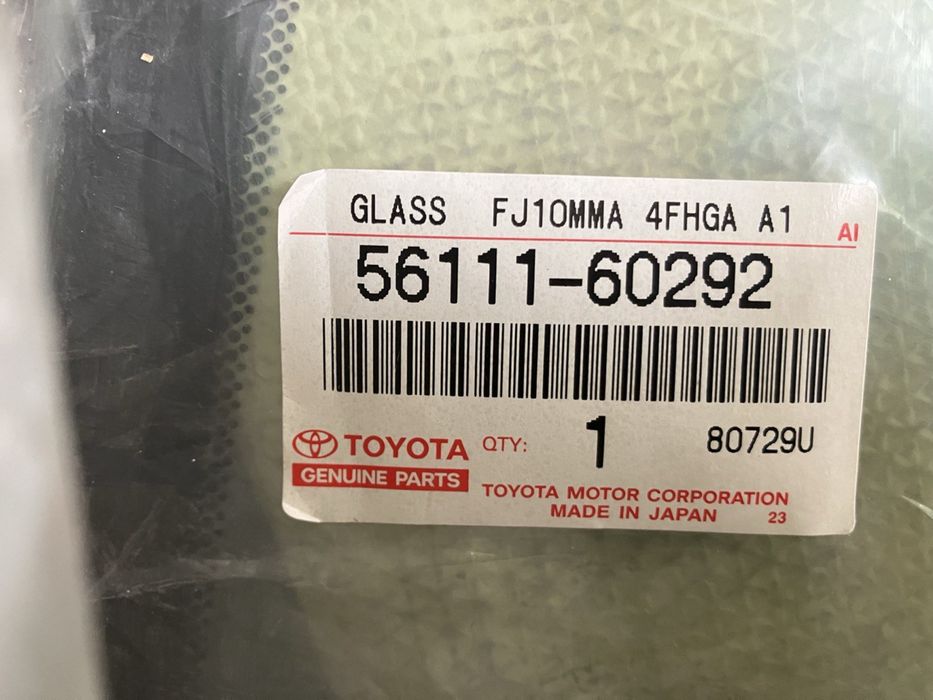 GLASS FJ10MMA 4FHGA A1
AI
56111-60292
TOYOTA QTY: 1 80729U
GENUINE PARTS
TOYOTA MOTOR CORPORATION
MADE IN JAPAN 23